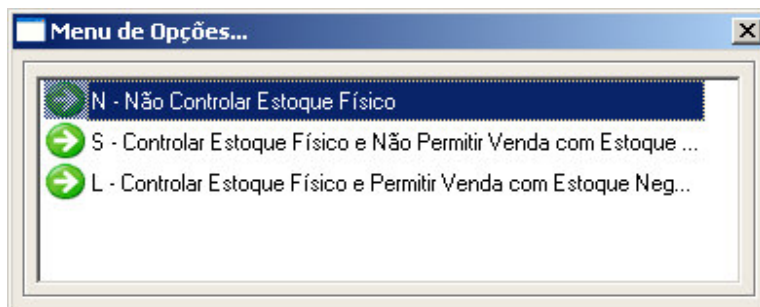 Menu de Opções...
N - Não Controlar Estoque Físico
S - Controlar Estoque Físico e Não Permitir Venda com Estoque ...
L - Controlar Estoque Físico e Permitir Venda com Estoque Neg...